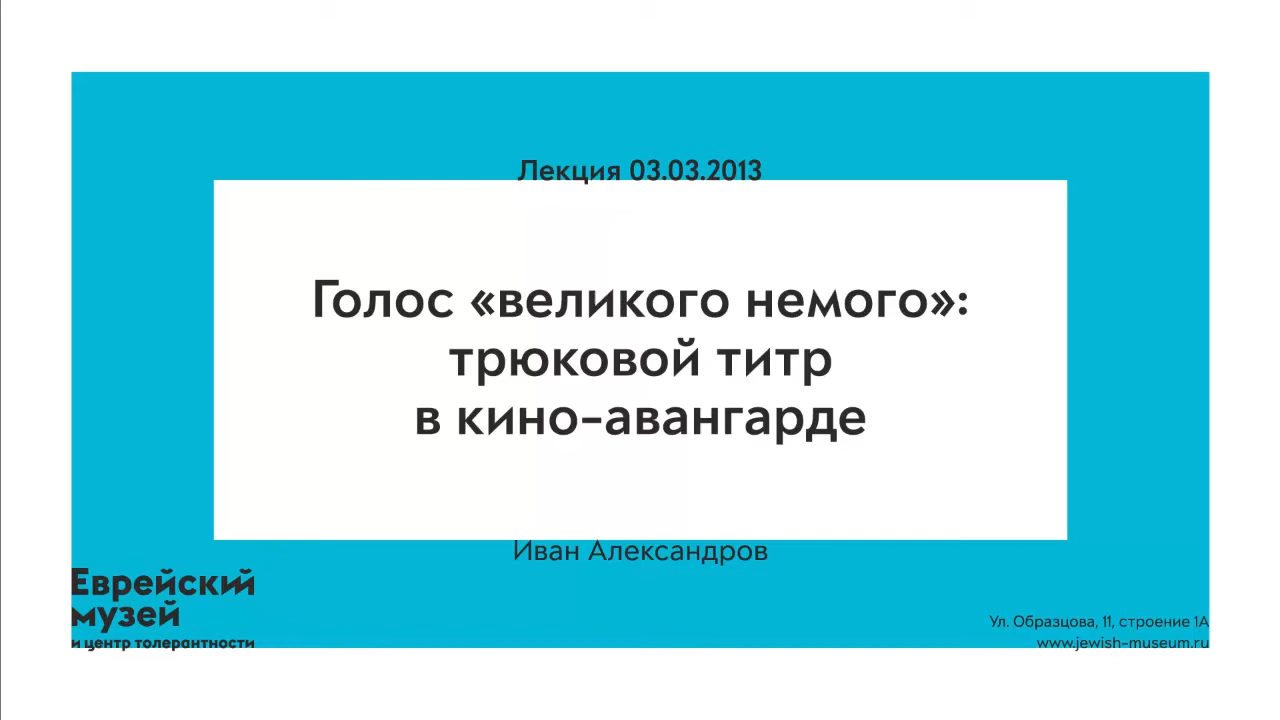 Лекция 03.03.2013
Голос «великого немого»:
трюковой титр
в кино-авангарде
Иван Александров
Еврейский
музей
и центр толерантности
Ул. Образцова, 11, строение 1А
www.jewish-museum.ru